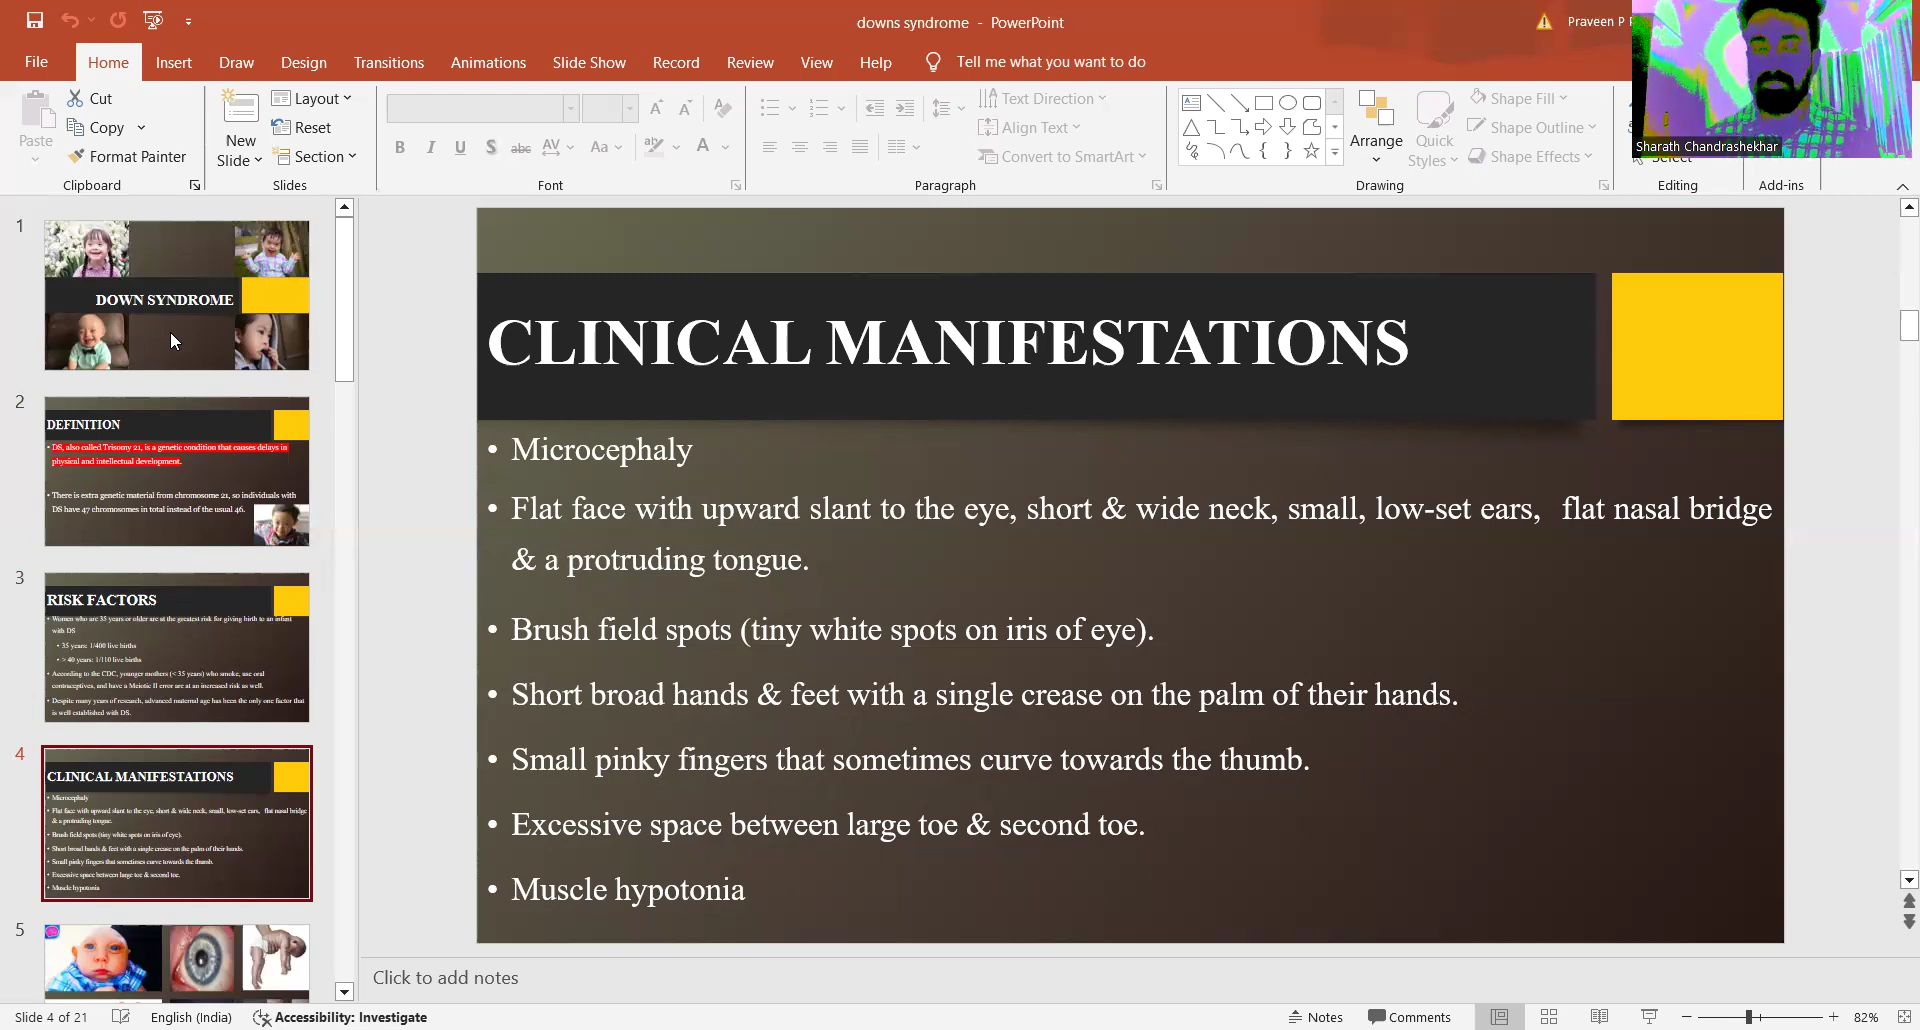 downs syndrome - PowerPoint
Praveen P
File
Home
Insert
Draw
Design
Transitions
Animations
Slide Show
Record
Review
View
Help
Tell me what you want to do
Paste
Cut
Copy
Format Painter
Clipboard
New
Slide
Layout
Reset
Section
Slides
B I U S abc AV Aa ab A
Font
Text Direction
Align Text
Convert to SmartArt
Paragraph
Arrange
Quick
Styles
Shape Fill
Shape Outline
Shape Effects
Drawing
Select
Editing
Add-ins
Sharath Chandrashekhar
1
DOWN SYNDROME
2
DEFINITION
• DS, also called Trisomy 21, is a genetic condition that causes delays in
physical and intellectual development.
• There is extra genetic material from chromosome 21, so individuals with
DS have 47 chromosomes in total instead of the usual 46.
3
RISK FACTORS
• Women who are 35 years or older are at the greatest risk for giving birth to an infant
with DS
• 35 years: 1/400 live births
• > 40 years: 1/110 live births
• According to the CDC, younger mothers (< 35 years) who smoke, use oral
contraceptives, and have a Meiotic II error are at an increased risk as well.
• Despite many years of research, advanced maternal age has been the only one factor that
is well established with DS.
4
CLINICAL MANIFESTATIONS
• Microcephaly
• Flat face with upward slant to the eye, short & wide neck, small, low-set ears, flat nasal bridge
& a protruding tongue.
• Brush field spots (tiny white spots on iris of eye).
• Short broad hands & feet with a single crease on the palm of their hands.
• Small pinky fingers that sometimes curve towards the thumb.
• Excessive space between large toe & second toe.
• Muscle hypotonia
5
CLINICAL MANIFESTATIONS
• Microcephaly
• Flat face with upward slant to the eye, short & wide neck, small, low-set ears, flat nasal bridge
& a protruding tongue.
• Brush field spots (tiny white spots on iris of eye).
• Short broad hands & feet with a single crease on the palm of their hands.
• Small pinky fingers that sometimes curve towards the thumb.
• Excessive space between large toe & second toe.
• Muscle hypotonia
Click to add notes
Slide 4 of 21
English (India)
Accessibility: Investigate
Notes
Comments
82%